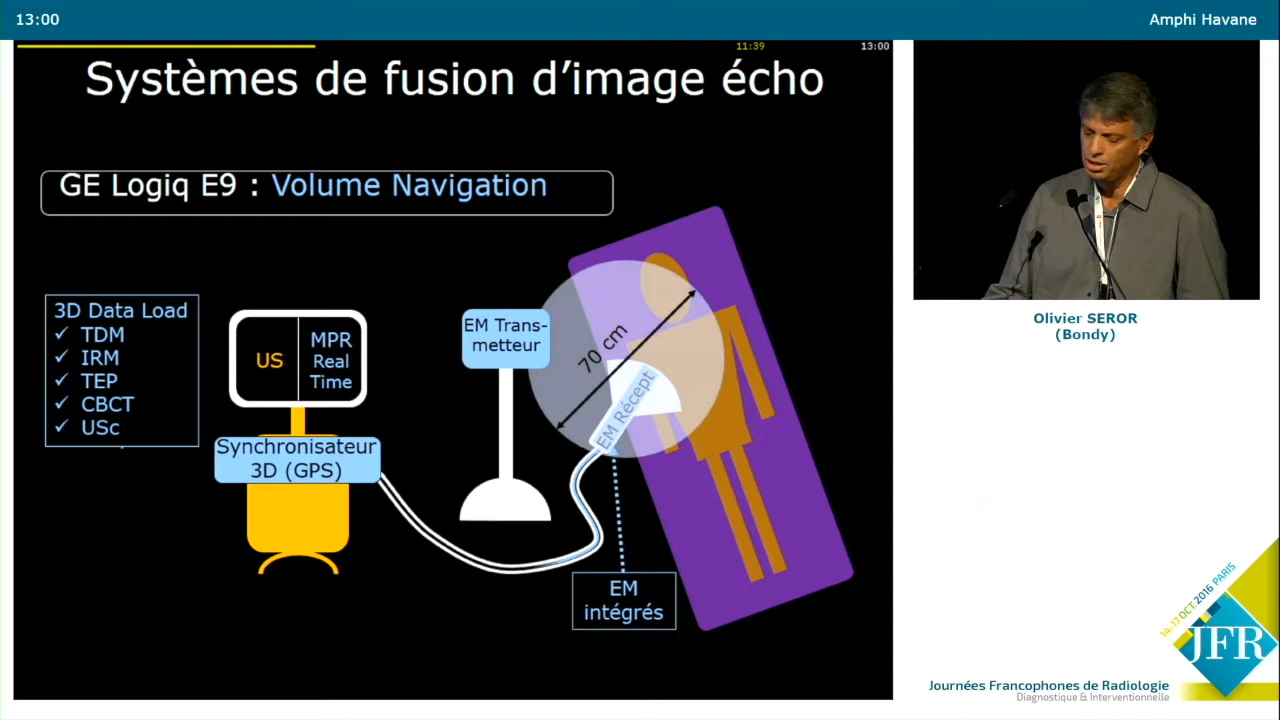 13:00
Amphi Havane
11:39
13:00
Systèmes de fusion d’image écho
GE Logiq E9 : Volume Navigation
3D Data Load
✓ TDM
✓ IRM
✓ TEP
✓ CBCT
✓ USc
US
MPR
Real
Time
Synchronisateur
3D (GPS)
EM Trans-
metteur
70 cm
EM Récept
EM
intégrés
Olivier SEROR
(Bondy)
14-17 OCT. 2016 PARIS
JFR
Journées Francophones de Radiologie
Diagnostique & Interventionnelle